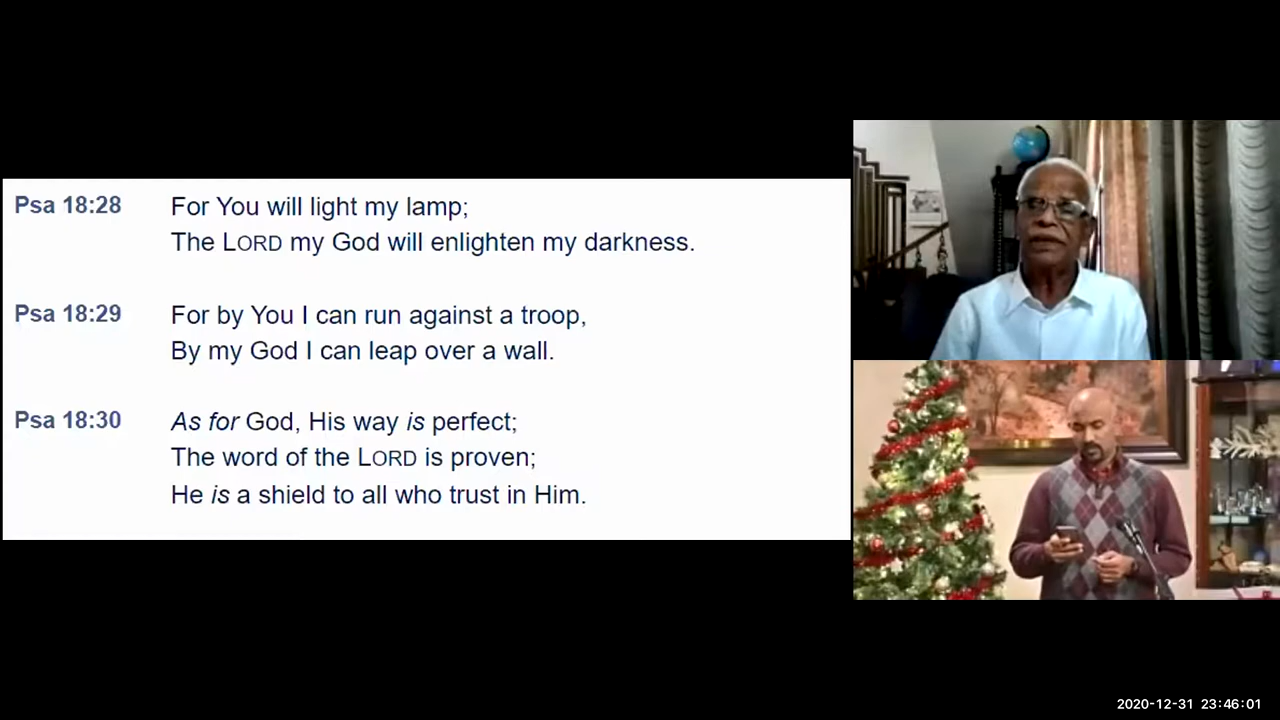 Psa 18:28 For You will light my lamp;
The LORD my God will enlighten my darkness.
Psa 18:29 For by You I can run against a troop,
By my God I can leap over a wall.
Psa 18:30 As for God, His way is perfect;
The word of the LORD is proven;
He is a shield to all who trust in Him.
2020-12-31 23:46:01